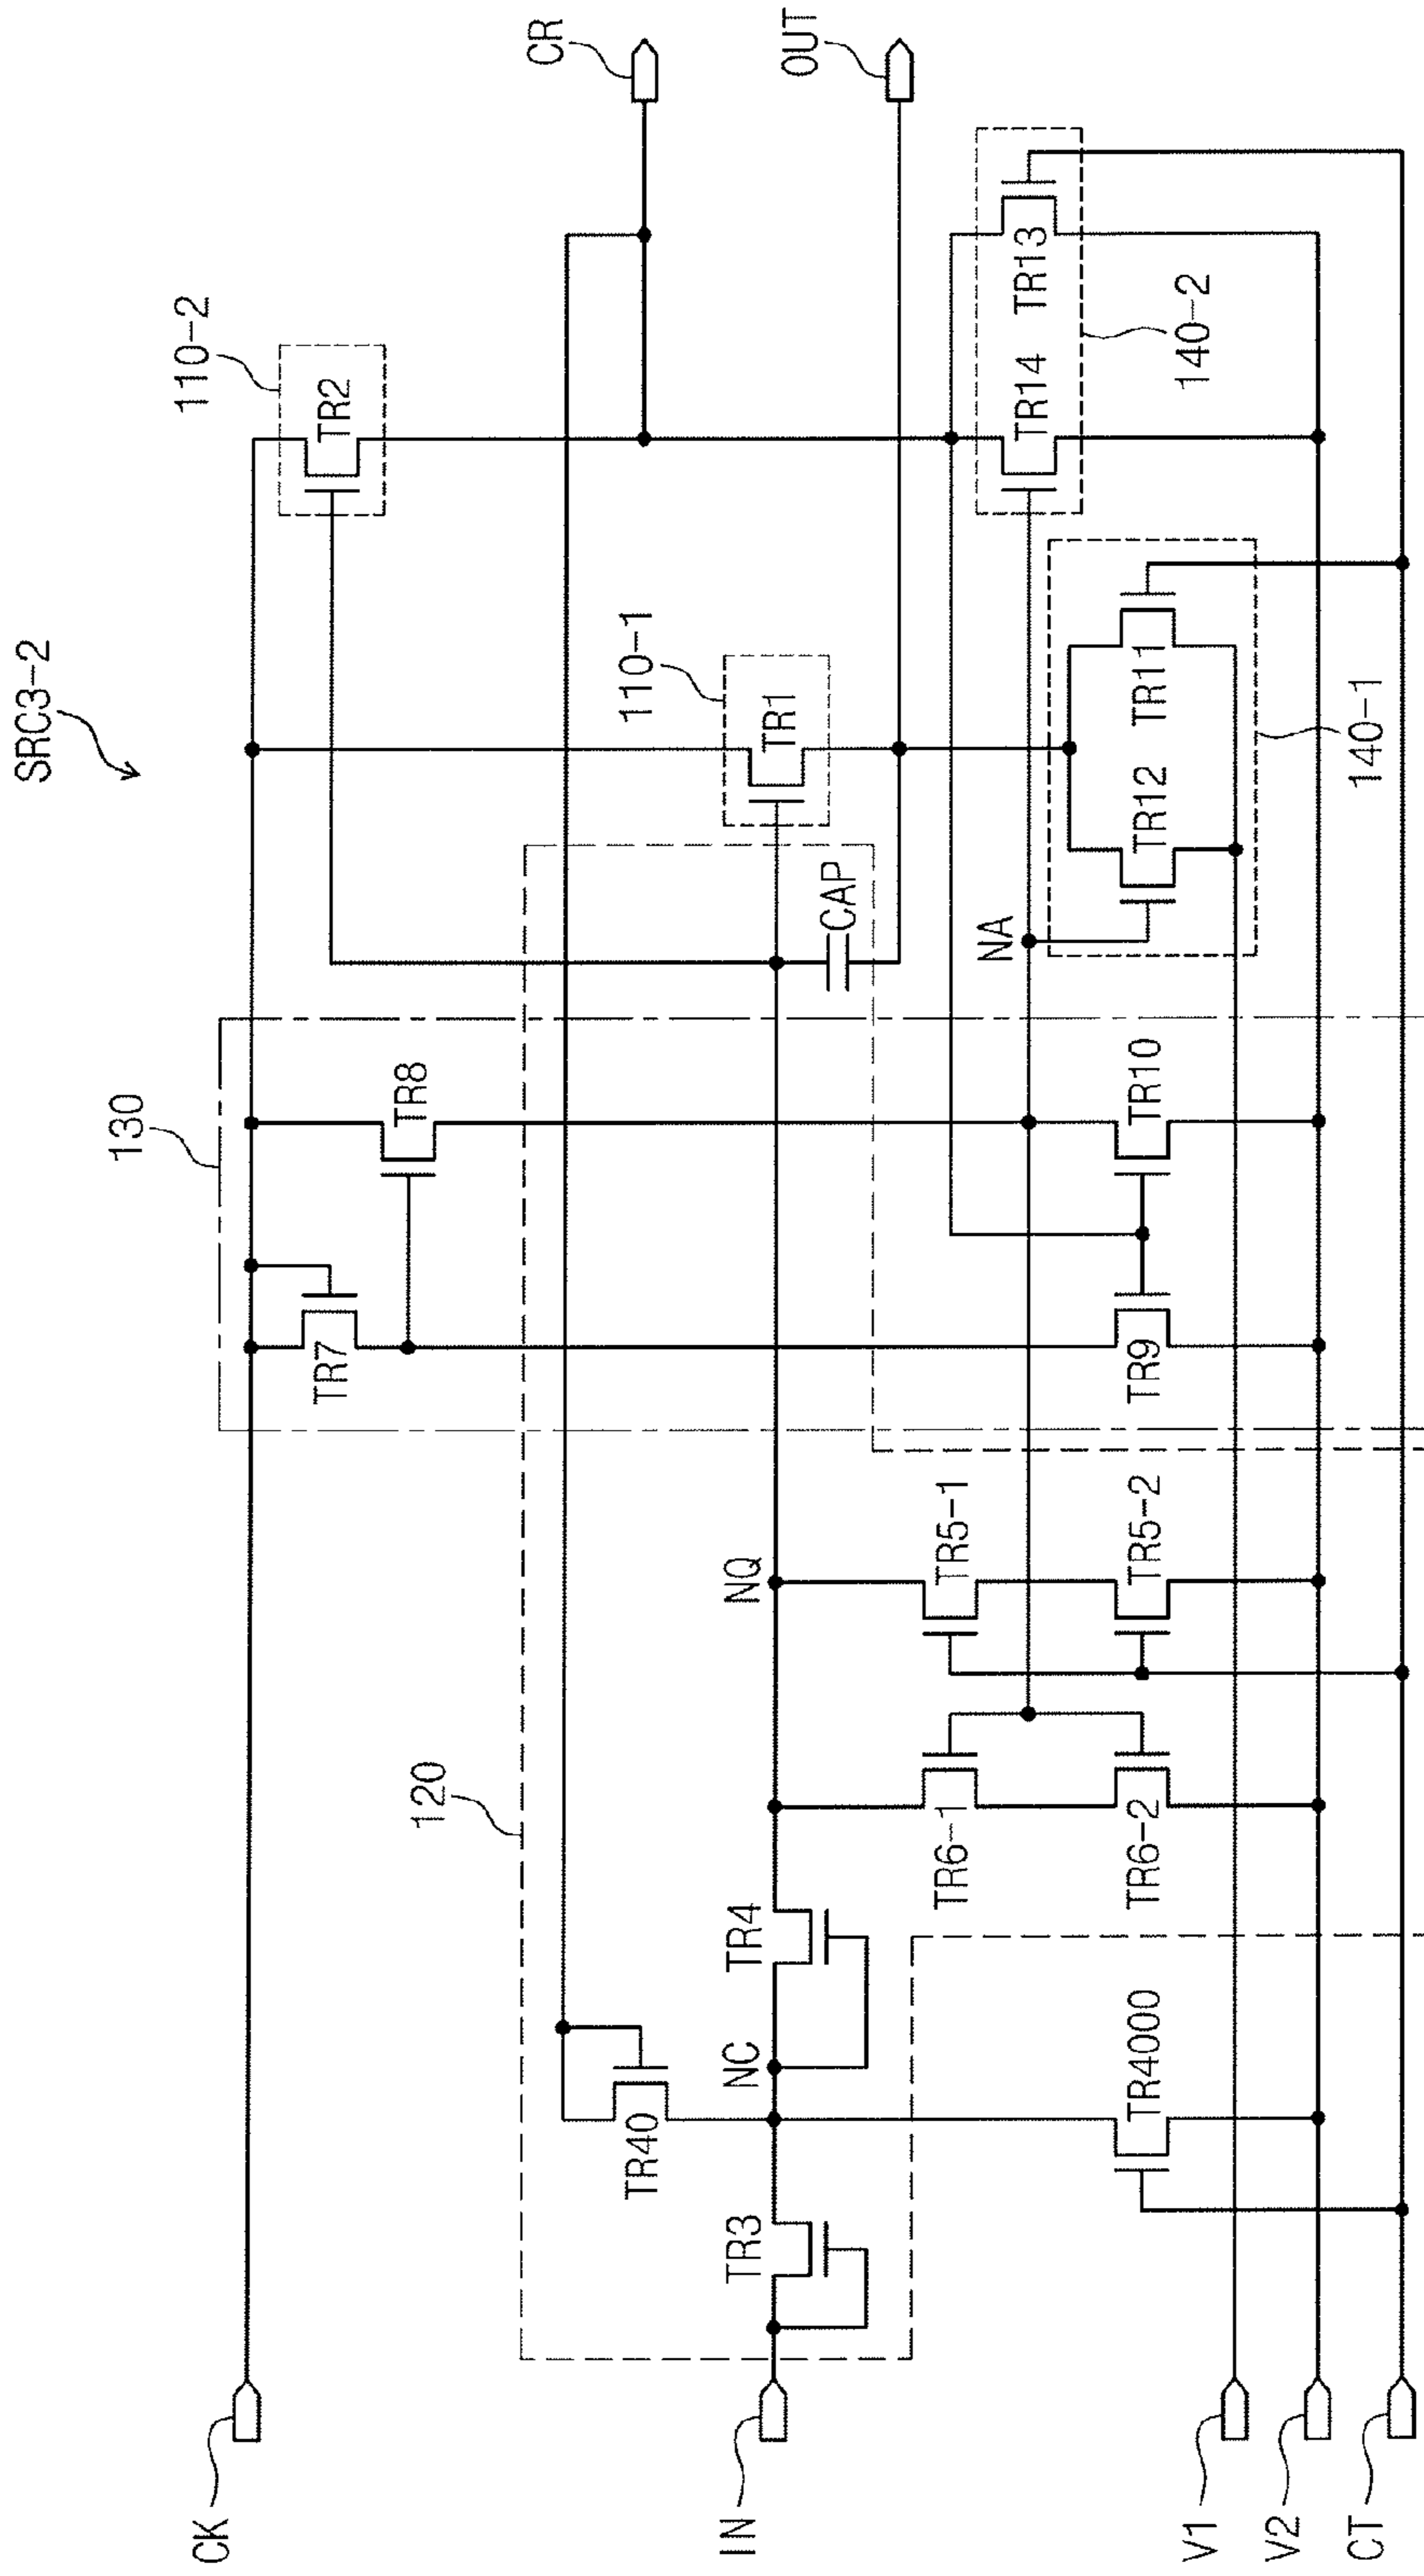 SRC3-2
110-2
CR
OUT
TR2
130
110-1
TR1
TR8
TR7
CAP
NA
TR14
TR13
140-2
TR12
TR11
140-1
TR10
TR9
120
NQ
TR5-1
TR5-2
TR6-1
TR6-2
TR4
NC
TR40
TR3
TR4000
CK
IN
V1
V2
CT